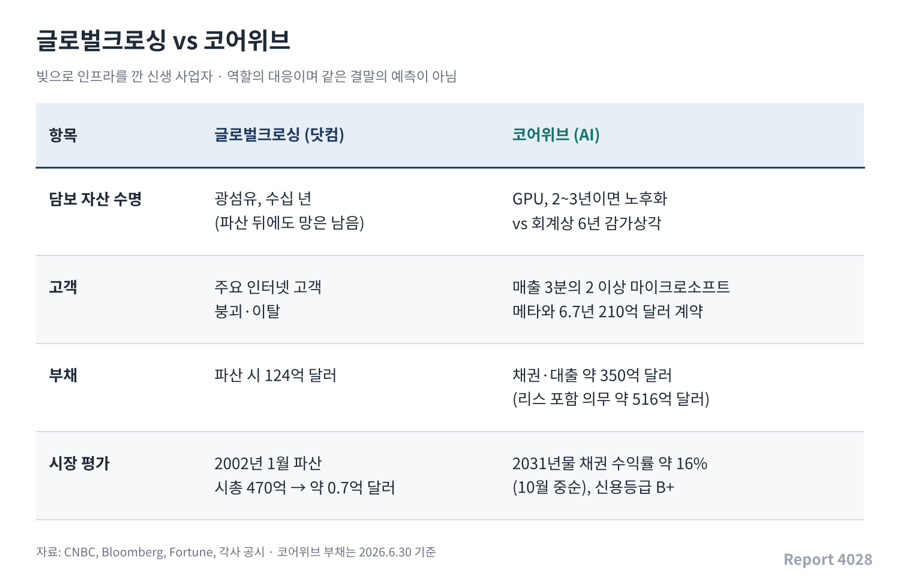 글로벌크로싱 vs 코어위브
빚으로 인프라를 깐 신생 사업자 · 역할의 대응이며 같은 결말의 예측이 아님
항목
글로벌크로싱 (닷컴)
코어위브 (AI)
담보 자산 수명
광섬유, 수십 년
(파산 뒤에도 망은 남음)
GPU, 2~3년이면 노후화
vs 회계상 6년 감가상각
고객
주요 인터넷 고객
붕괴·이탈
매출 3분의 2 이상 마이크로소프트
메타와 6.7년 210억 달러 계약
부채
파산 시 124억 달러
채권·대출 약 350억 달러
(리스 포함 의무 약 516억 달러)
시장 평가
2002년 1월 파산
시총 470억 → 약 0.7억 달러
2031년물 채권 수익률 약 16%
(10월 중순), 신용등급 B+
자료: CNBC, Bloomberg, Fortune, 각사 공시 · 코어위브 부채는 2026.6.30 기준
Report 4028